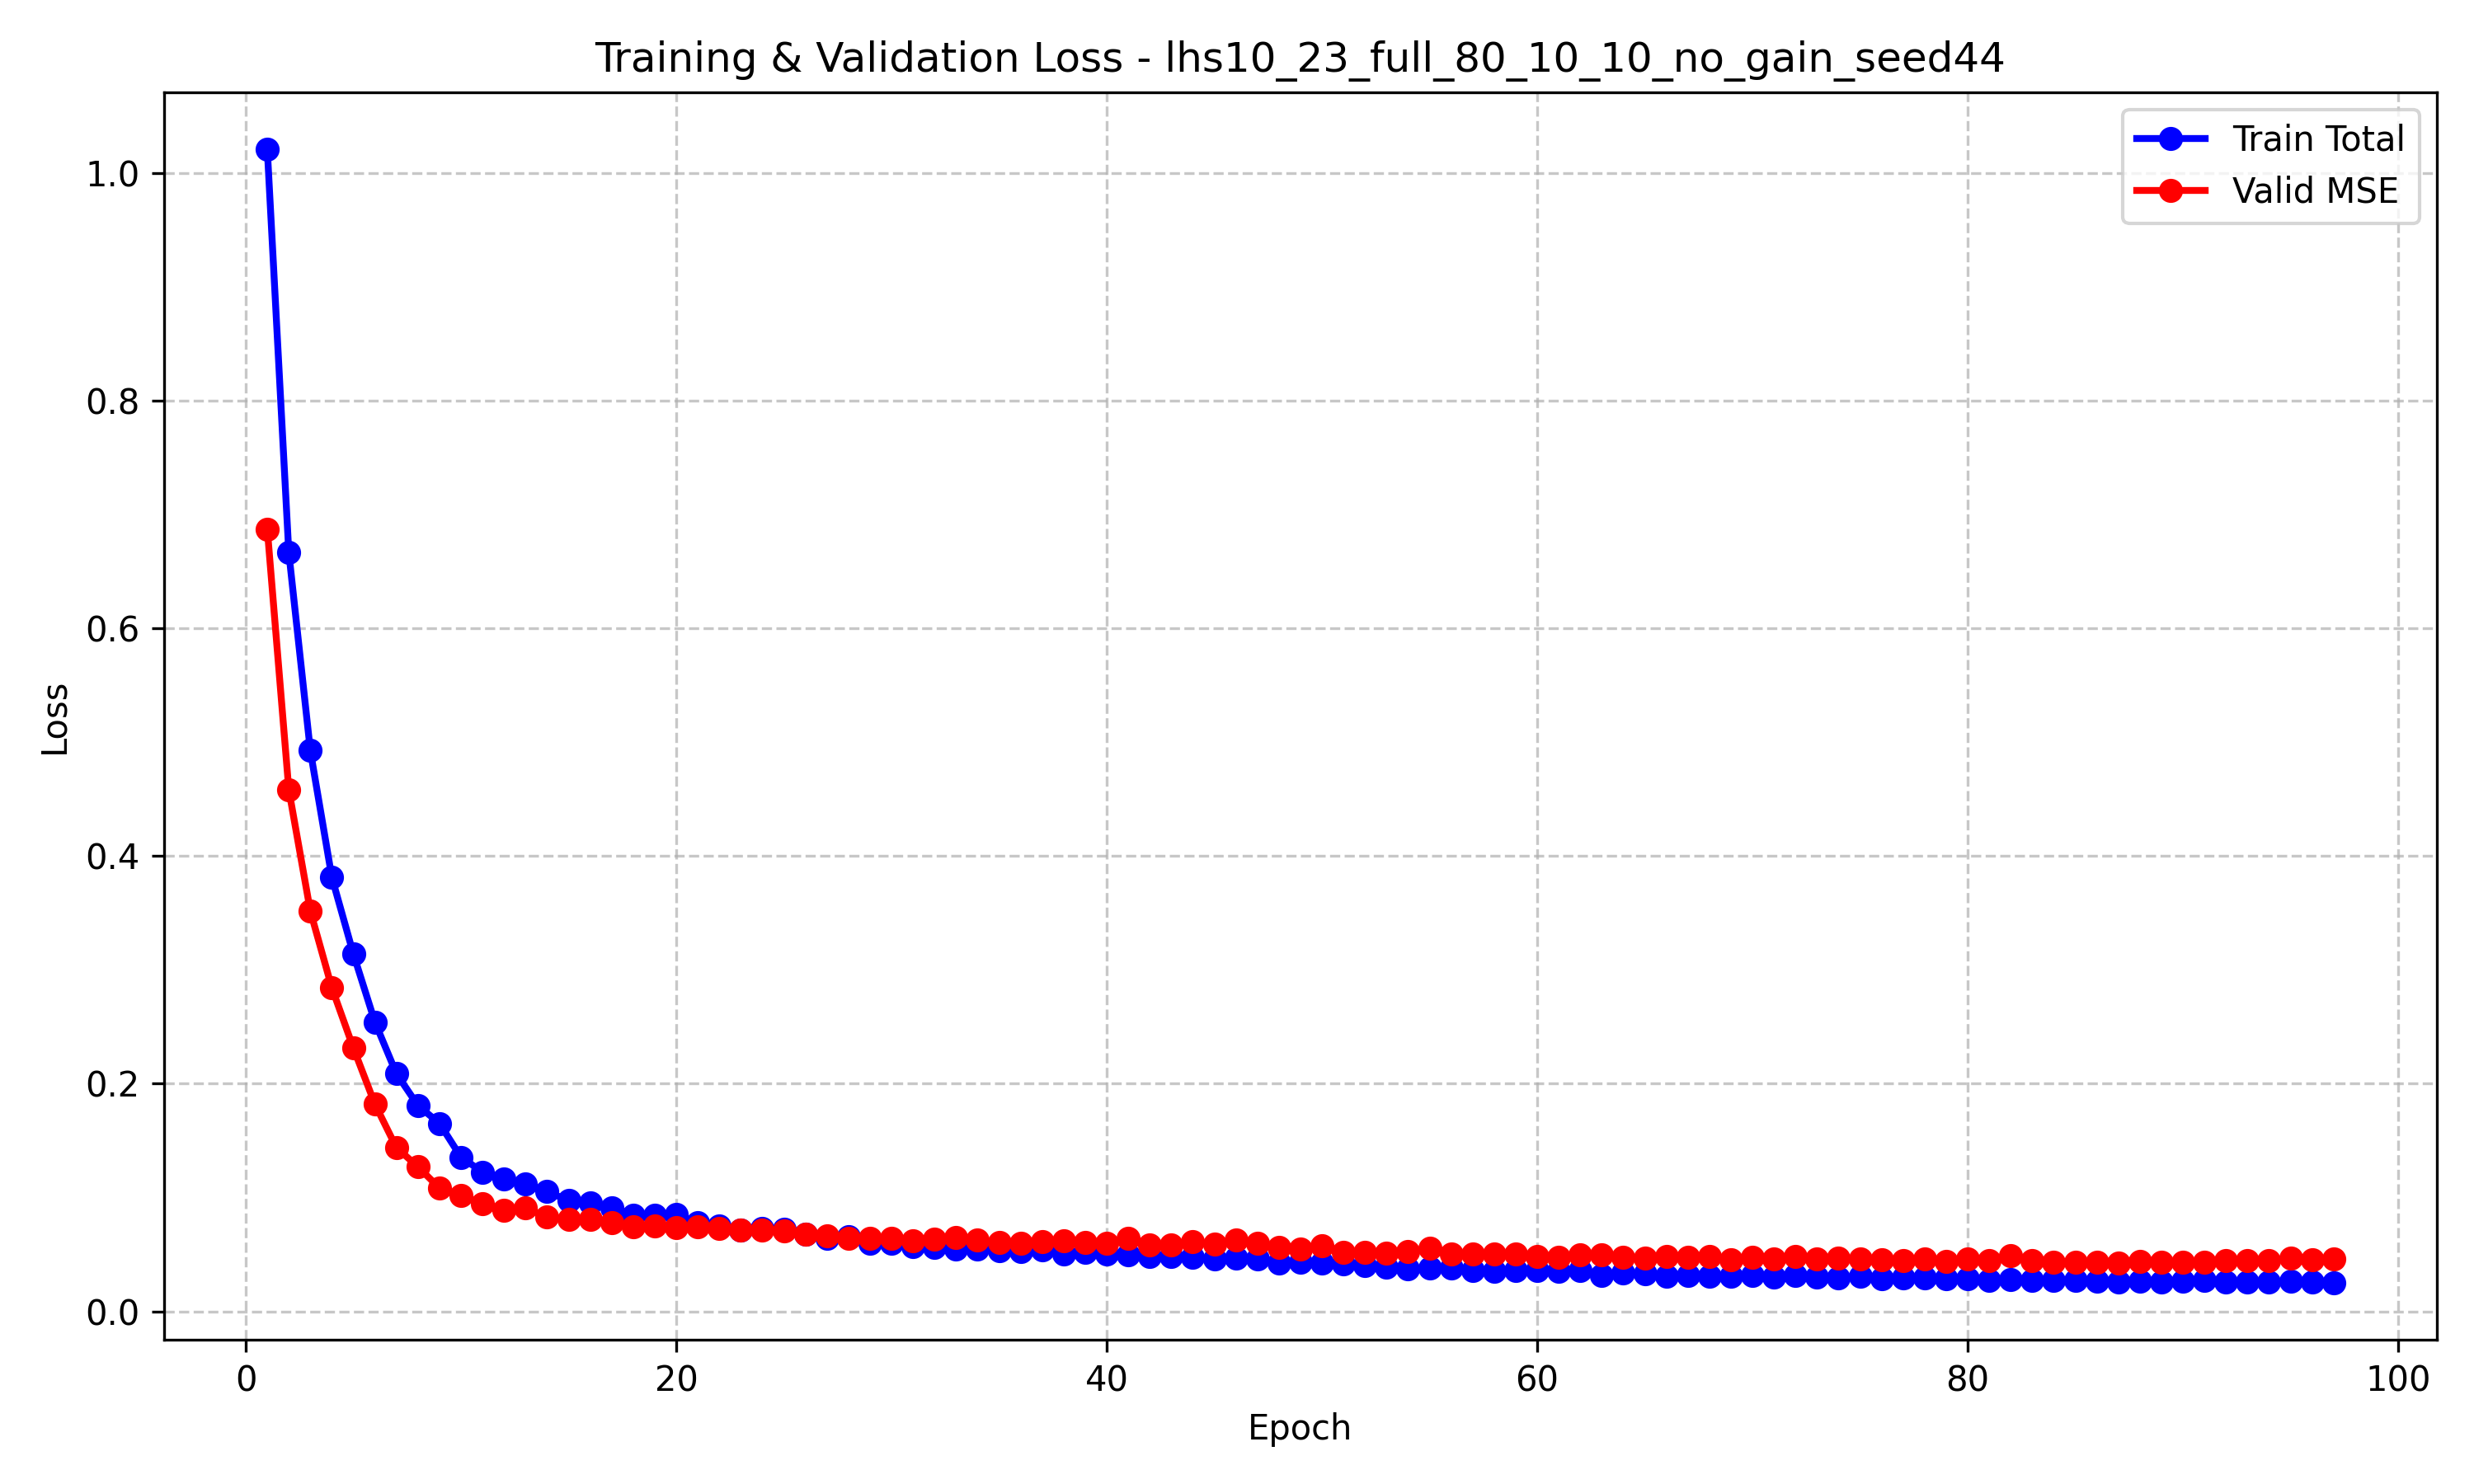 Training & Validation Loss - lhs10_23_full_80_10_10_no_gain_seed44
Train Total
Valid MSE
1.0
0.8
0.6
0.4
0.2
0.0
Loss
0
20
40
60
80
100
Epoch